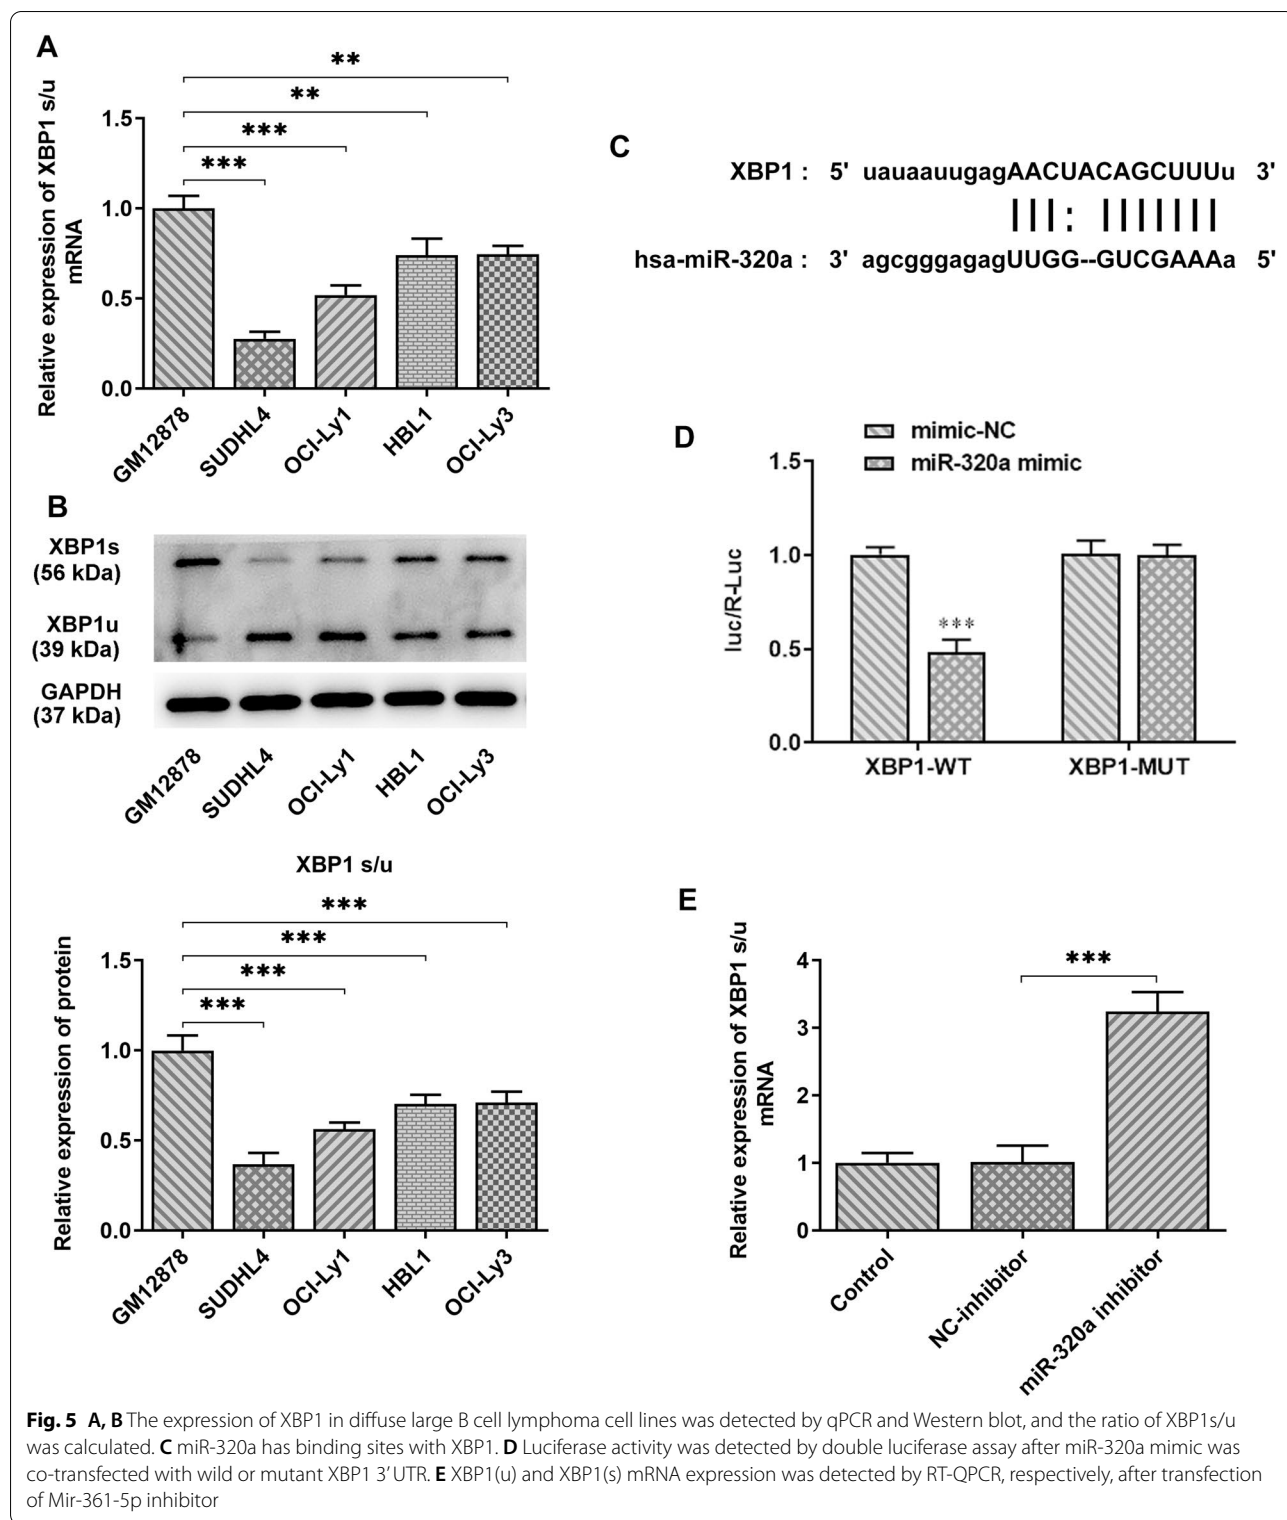 A
**
**
***
***
Relative expression of XBP1 s/u
mRNA
1.5
1.0
0.5
0.0
GM12878
SUDHL4
OCI-Ly1
HBL1
OCI-Ly3
B
XBP1s
(56 kDa)
XBP1u
(39 kDa)
GAPDH
(37 kDa)
GM12878
SUDHL4
OCI-Ly1
HBL1
OCI-Ly3
XBP1 s/u
***
***
***
***
Relative expression of protein
1.5
1.0
0.5
0.0
GM12878
SUDHL4
OCI-Ly1
HBL1
OCI-Ly3
C
XBP1 : 5' uauaauugagAACUACAGCUUUu 3'
hsa-miR-320a : 3' agcgggagagUUGG--GUCGAAAa 5'
D
mimic-NC
miR-320a mimic
luc/R-Luc
1.5
1.0
0.5
0.0
***
XBP1-WT
XBP1-MUT
E
***
Relative expression of XBP1 s/u
mRNA
4
3
2
1
0
Control
NC-inhibitor
miR-320a inhibitor
Fig. 5 A, B The expression of XBP1 in diffuse large B cell lymphoma cell lines was detected by qPCR and Western blot, and the ratio of XBP1s/u
was calculated. C miR-320a has binding sites with XBP1. D Luciferase activity was detected by double luciferase assay after miR-320a mimic was
co-transfected with wild or mutant XBP1 3’UTR. E XBP1(u) and XBP1(s) mRNA expression was detected by RT-QPCR, respectively, after transfection
of Mir-361-5p inhibitor